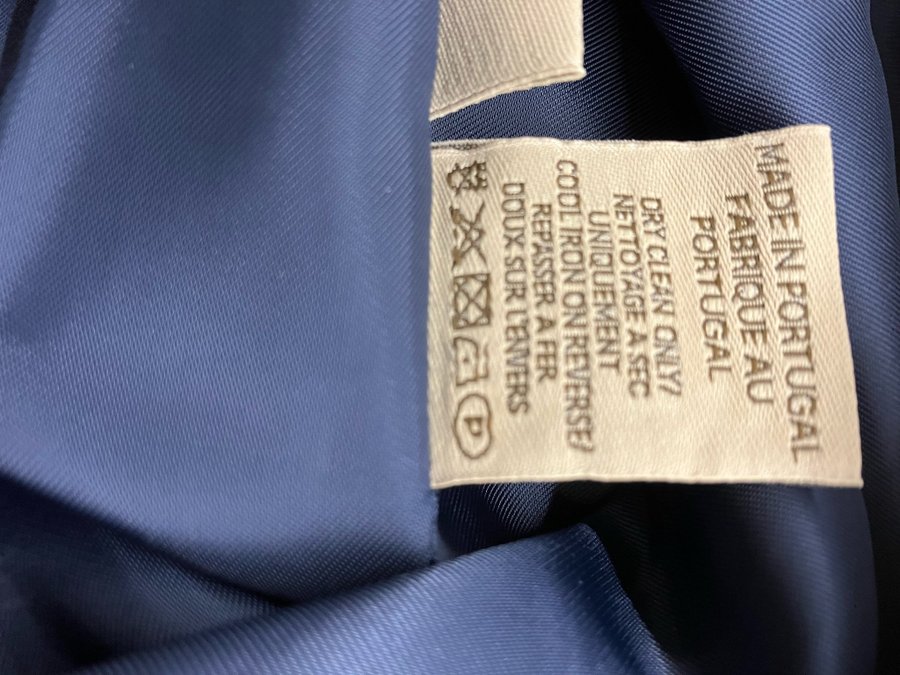 MADE IN PORTUGAL
FABRIQUE AU
PORTUGAL
DRY CLEAN ONLY/
NETTOYAGE A SEC
UNIQUEMENT
COOL IRON ON REVERSE/
REPASSER A FER
DOUX SUR L'ENVERS
P